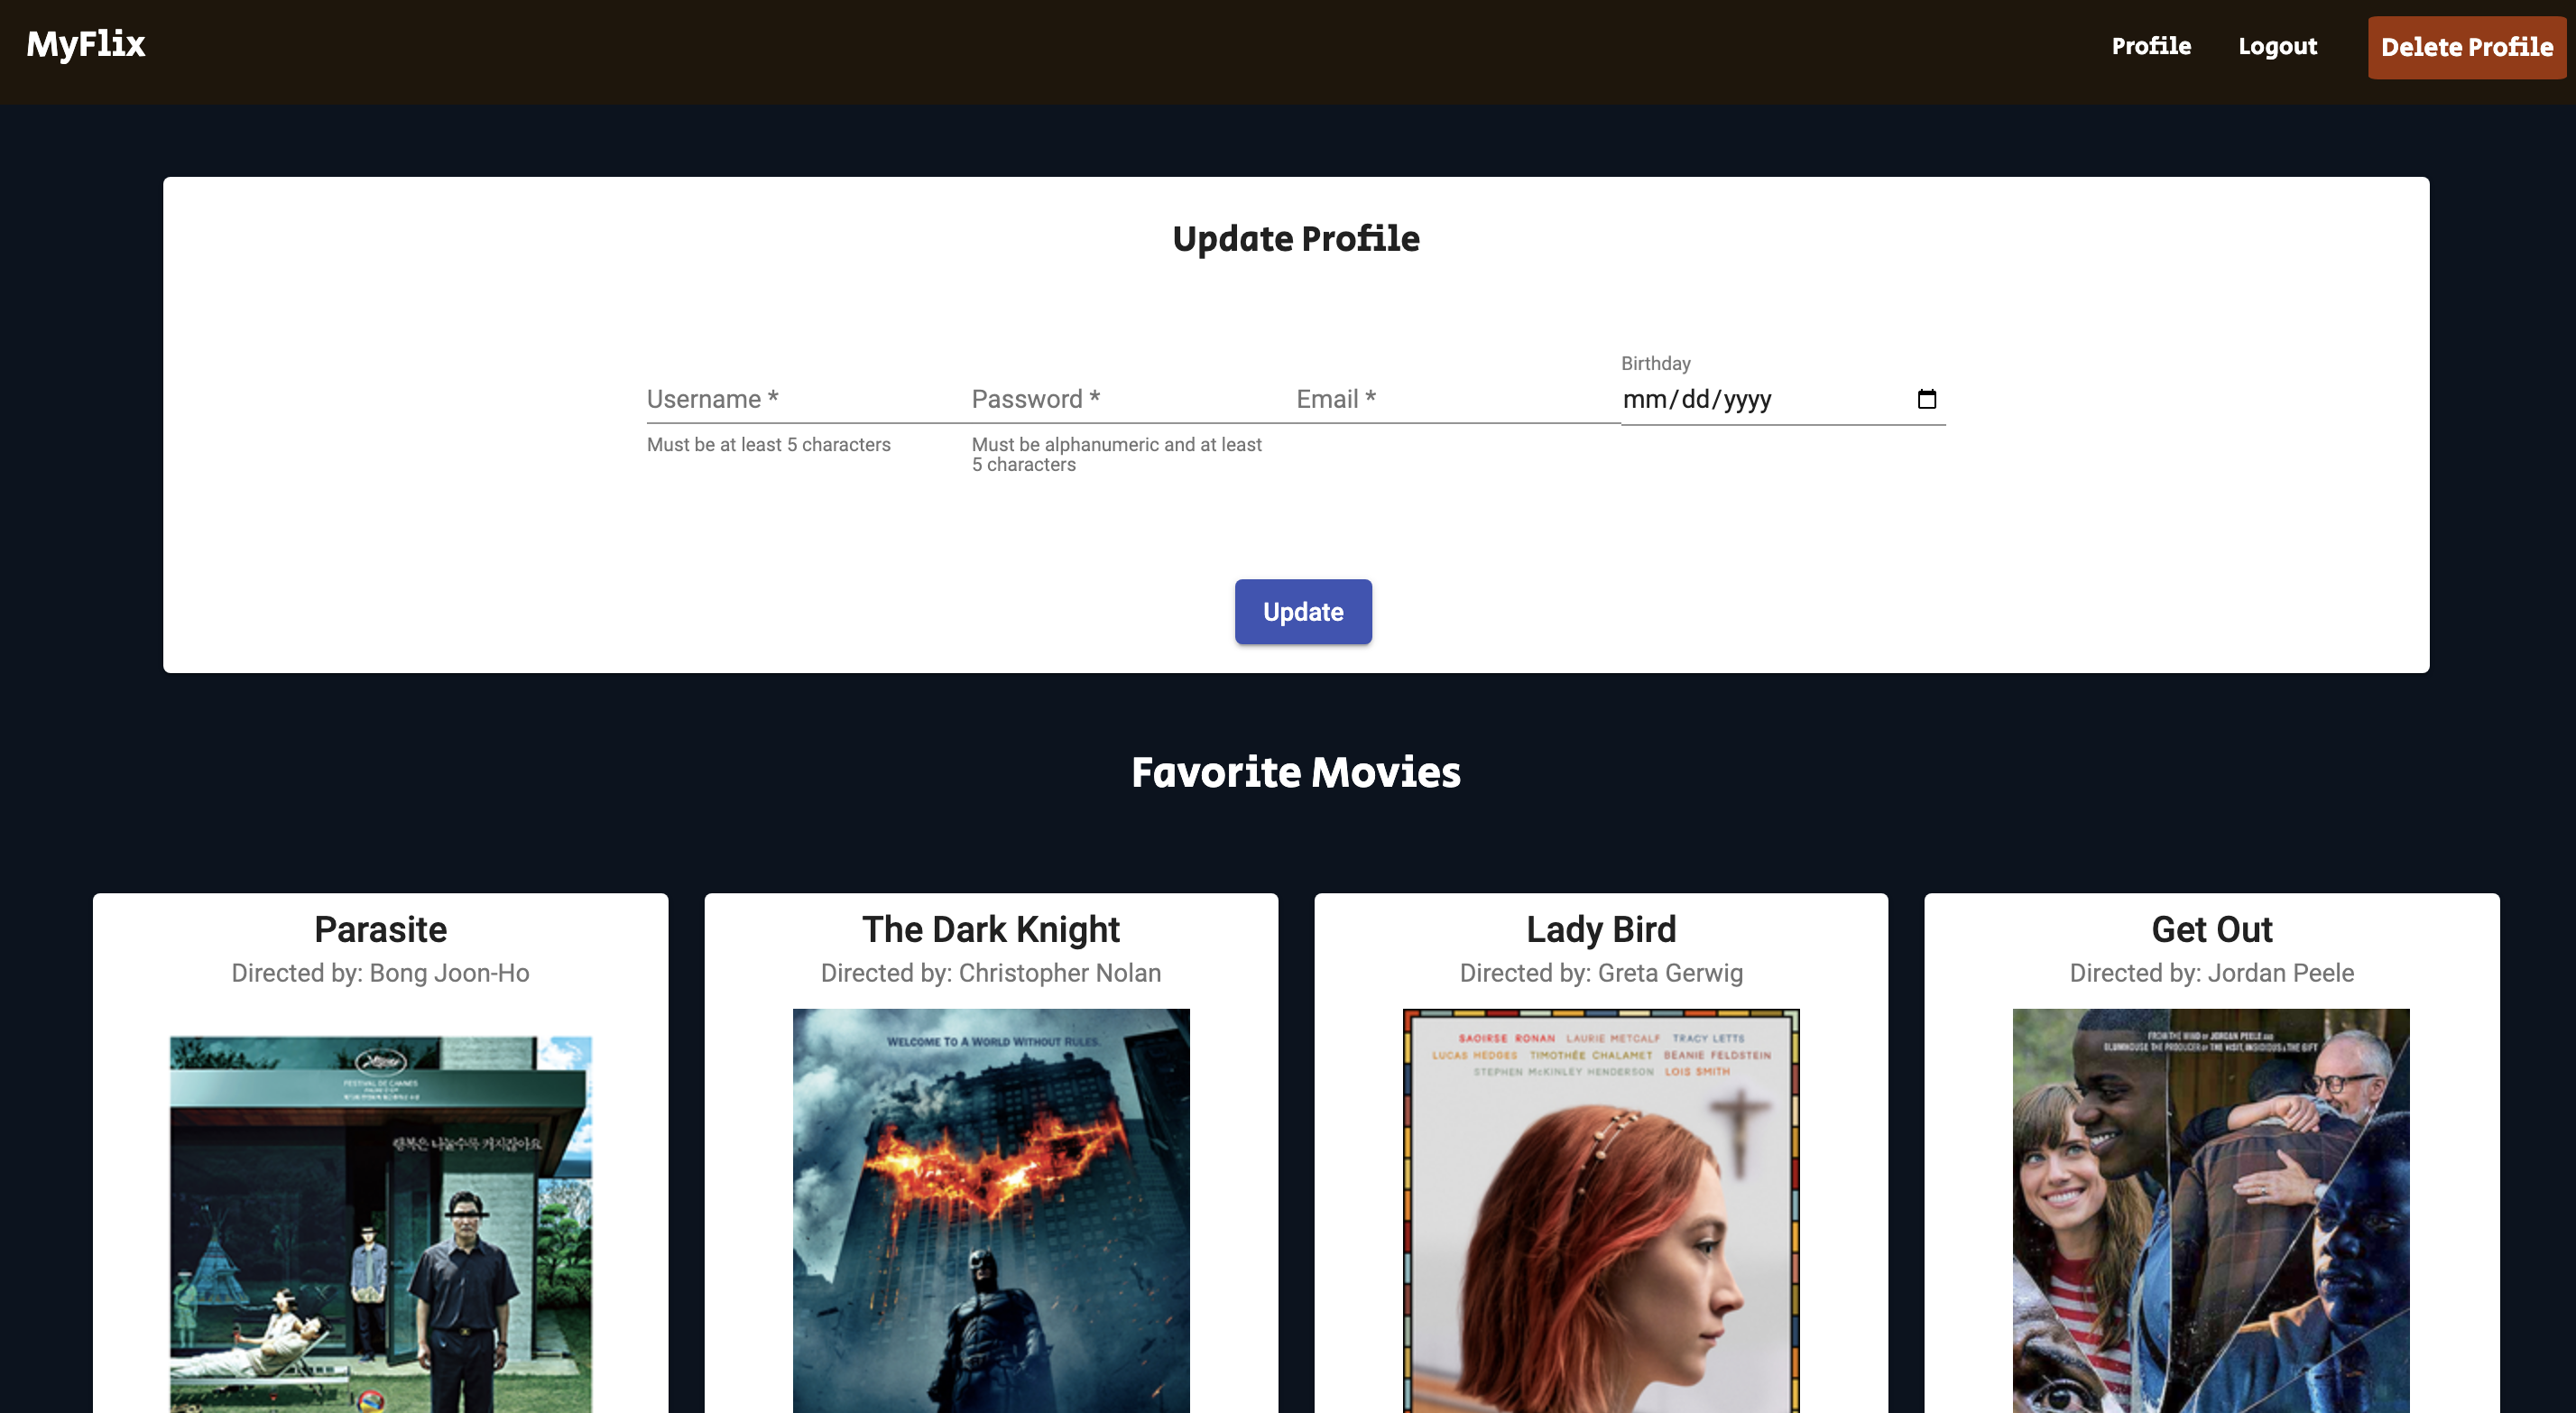 MyFlix
Profile
Logout
Delete Profile
Update Profile
Username *
Password *
Email *
Birthday
mm/dd/yyyy
Must be at least 5 characters
Must be alphanumeric and at least
5 characters
Update
Favorite Movies
Parasite
Directed by: Bong Joon-Ho
FESTIVAL DE CANNES
행복은 나눌수록 커지잖아요
The Dark Knight
Directed by: Christopher Nolan
WELCOME TO A WORLD WITHOUT RULES.
Lady Bird
Directed by: Greta Gerwig
SAOIRSE RONAN LAURIE METCALF TRACY LETTS
LUCAS HEDGES TIMOTHÉE CHALAMET BEANIE FELDSTEIN
STEPHEN McKINLEY HENDERSON LOIS SMITH
Get Out
Directed by: Jordan Peele
FROM THE MIND OF JORDAN PEELE AND
BLUMHOUSE, THE PRODUCER OF THE VISIT, INSIDIOUS & THE GIFT